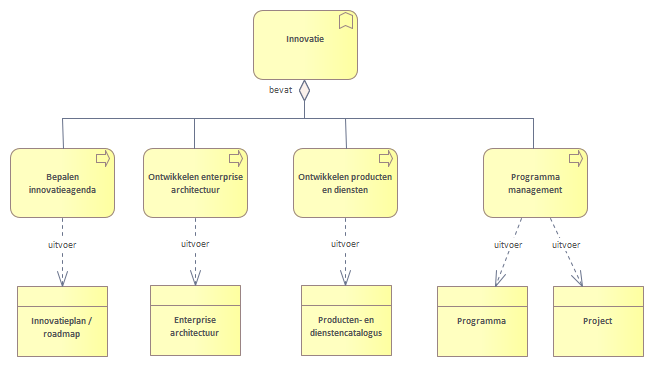 Innovatie
bevat
Bepalen
innovatieagenda
Ontwikkelen enterprise
architectuur
Ontwikkelen producten
en diensten
Programma
management
uitvoer
uitvoer
uitvoer
uitvoer
uitvoer
Innovatieplan /
roadmap
Enterprise
architectuur
Producten- en
dienstencatalogus
Programma
Project